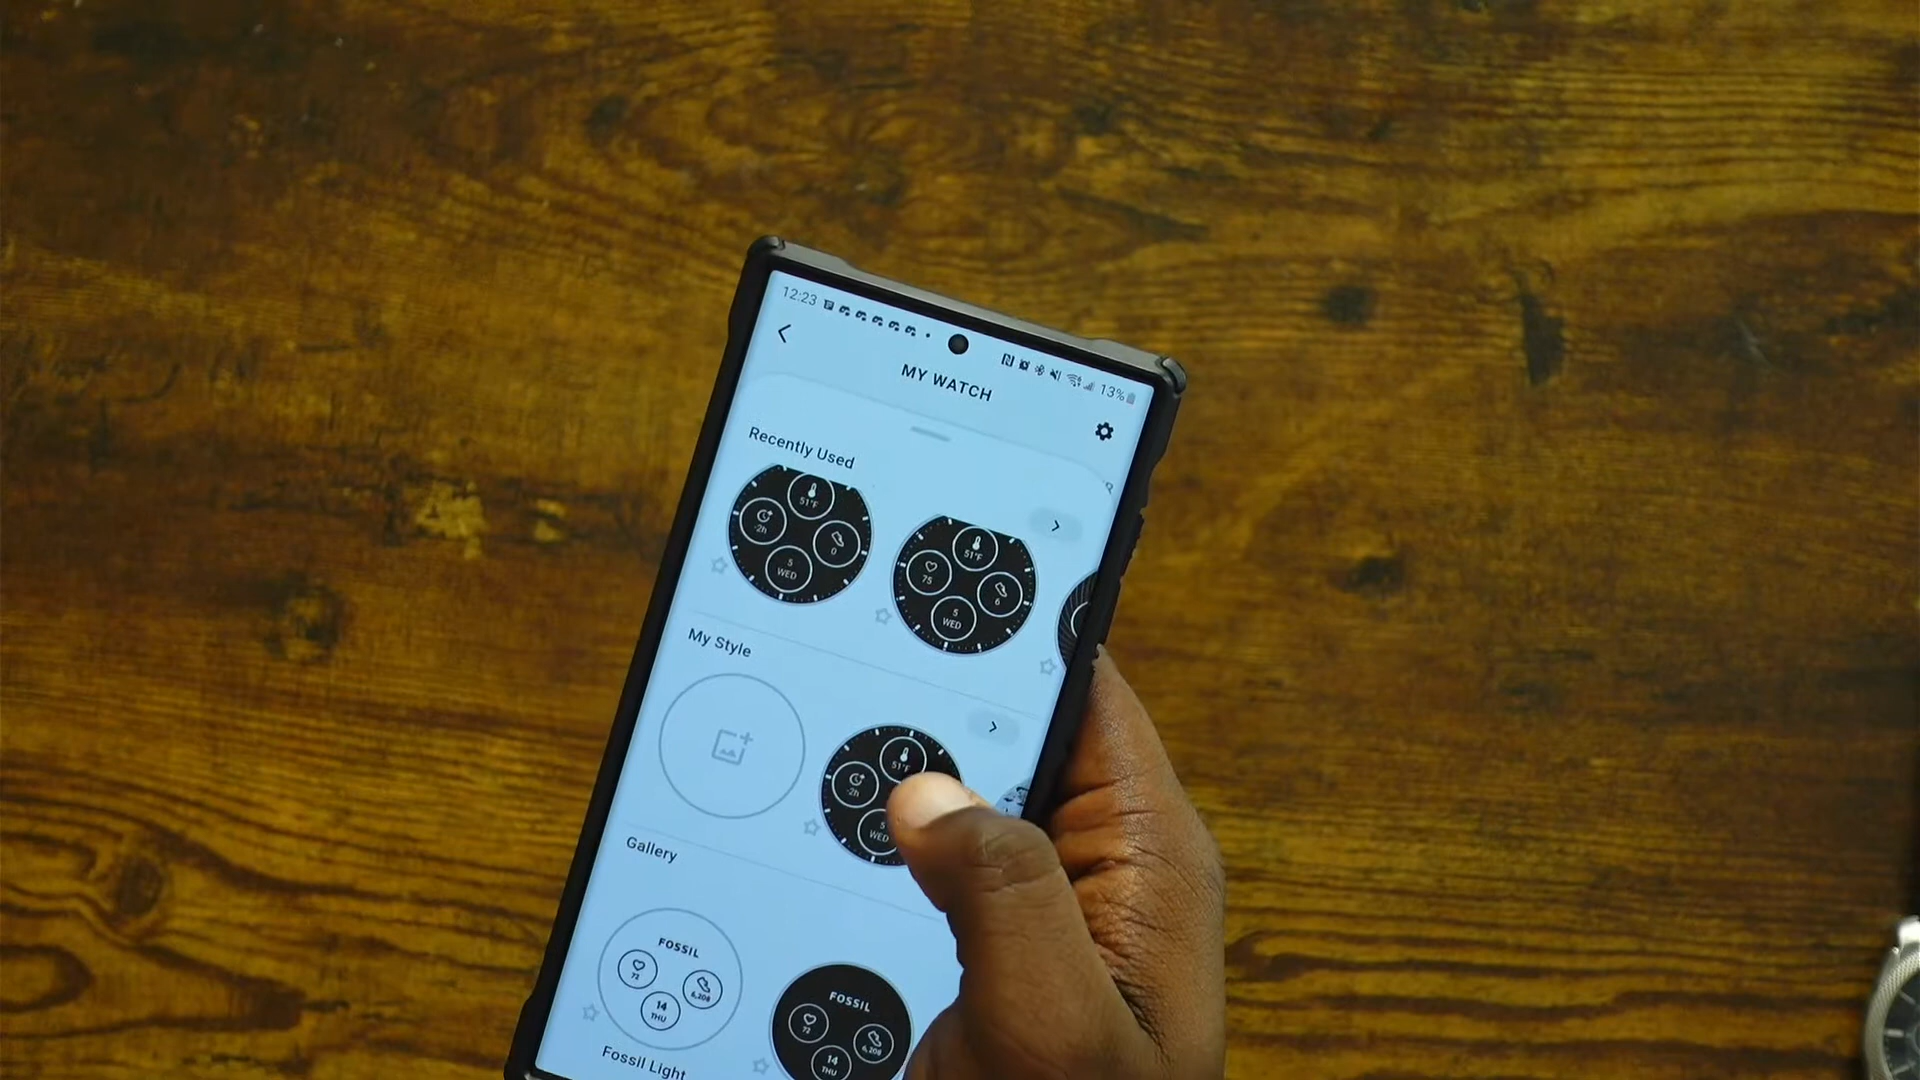 12:23
13%
MY WATCH
Recently Used
51°F
-2h
0
5
WED
51°F
75
6
5
WED
My Style
51°F
-2h
5
WED
Gallery
FOSSIL
72
6,208
14
THU
FOSSIL
72
6,208
14
THU
Fossil Light